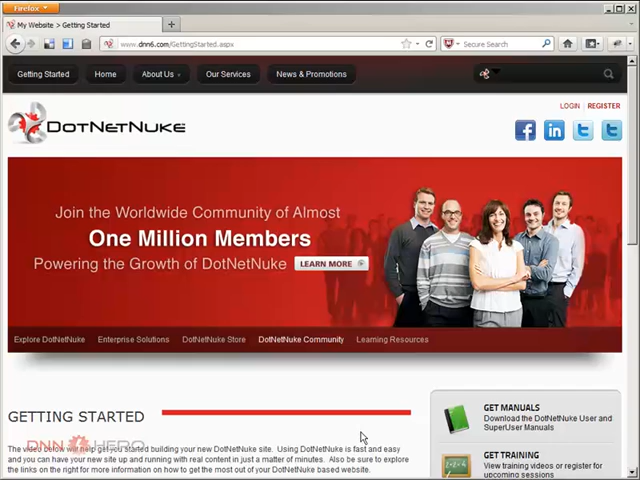 Firefox
My Website > Getting Started
www.dnn6.com/GettingStarted.aspx
Secure Search
Getting Started
Home
About Us
Our Services
News & Promotions
LOGIN | REGISTER
DOTNETNUKE
Join the Worldwide Community of Almost
One Million Members
Powering the Growth of DotNetNuke
LEARN MORE
Explore DotNetNuke
Enterprise Solutions
DotNetNuke Store
DotNetNuke Community
Learning Resources
GETTING STARTED
The video below will help get you started building your new DotNetNuke site. Using DotNetNuke is fast and easy
and you can have your new site up and running with real content in just a matter of minutes. Also be sure to explore
the links on the right for more information on how to get the most out of your DotNetNuke based website.
DNN HERO
GET MANUALS
Download the DotNetNuke User and
SuperUser Manuals
GET TRAINING
View training videos or register for
upcoming sessions